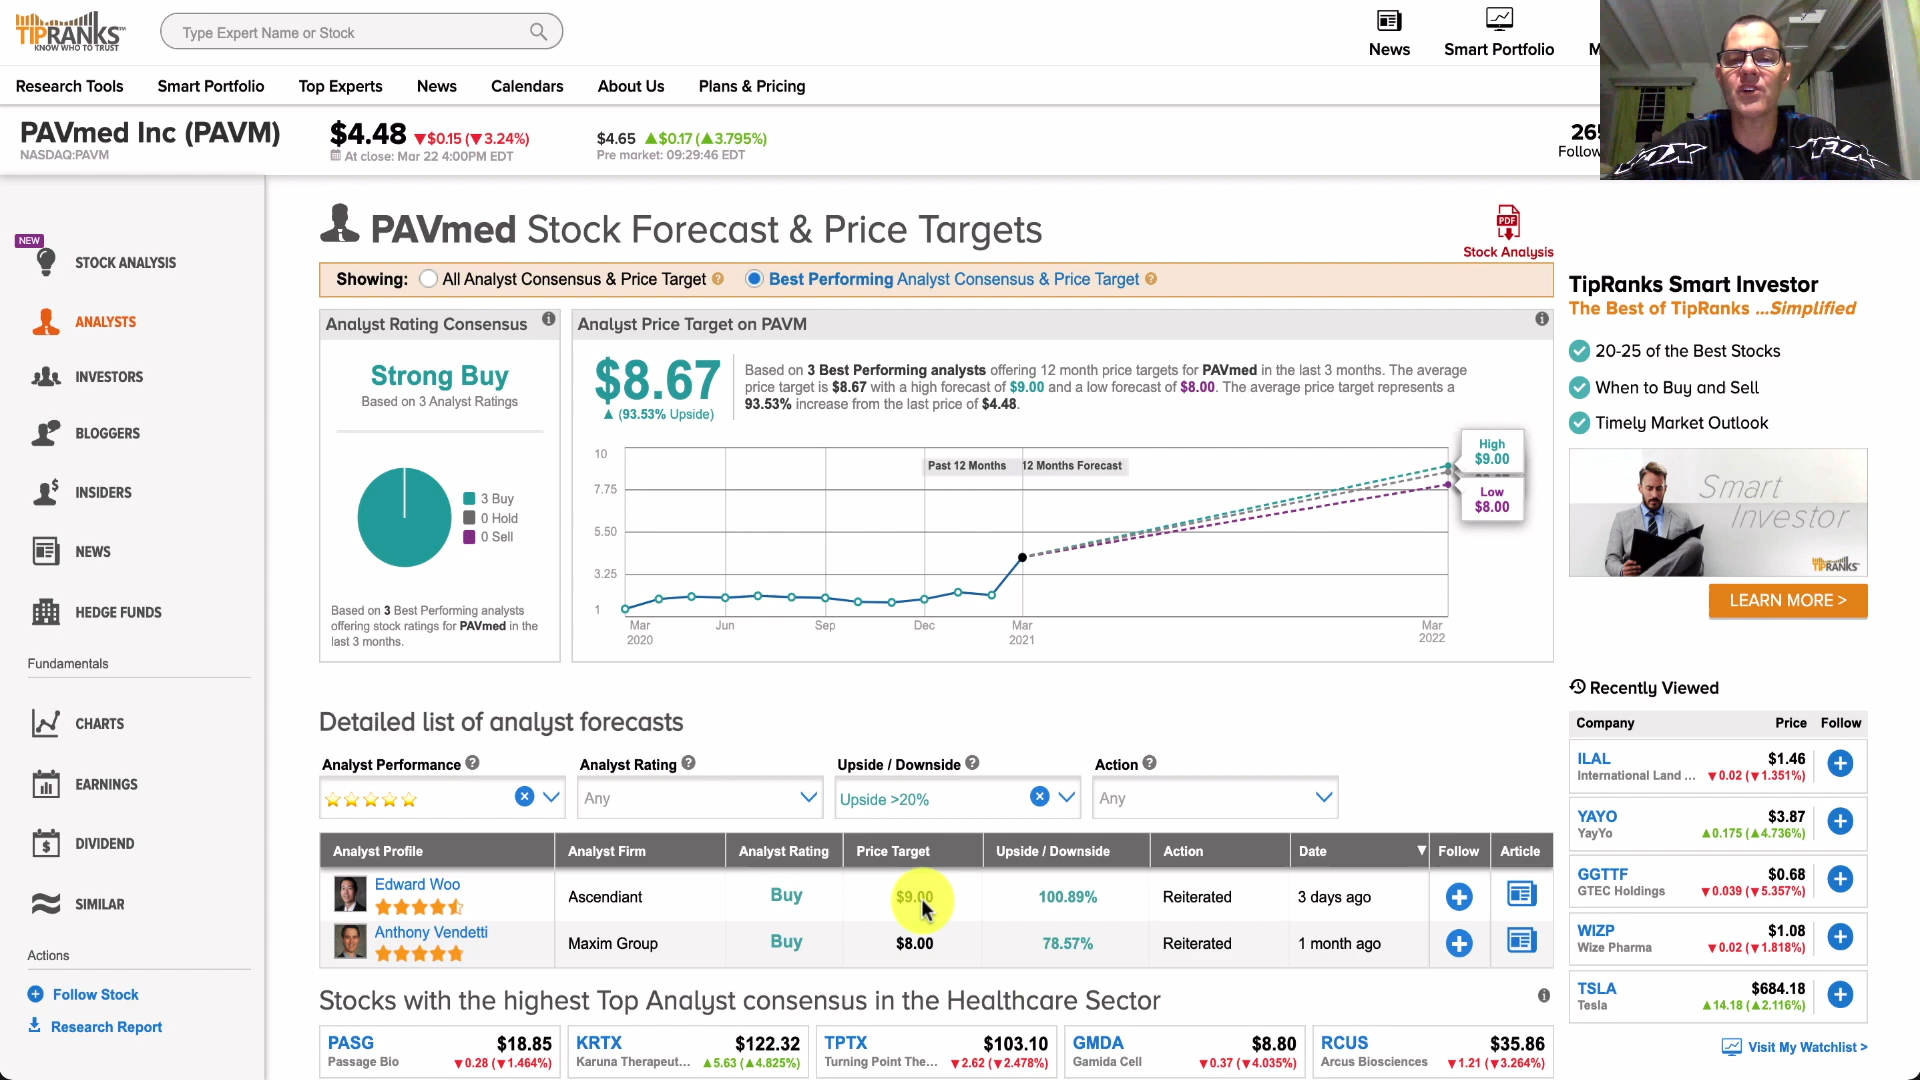 TIPRANKS
KNOW WHO TO TRUST
Type Expert Name or Stock
News
Smart Portfolio
M
Research Tools
Smart Portfolio
Top Experts
News
Calendars
About Us
Plans & Pricing
PAVmed Inc (PAVM)
NASDAQ:PAVM
$4.48 ▼$0.15 (▼3.24%)
At close: Mar 22 4:00PM EDT
$4.65 ▲$0.17 (▲3.795%)
Pre market: 09:29:46 EDT
265
Follow
FOX
NEW
STOCK ANALYSIS
ANALYSTS
INVESTORS
BLOGGERS
INSIDERS
NEWS
HEDGE FUNDS
Fundamentals
CHARTS
EARNINGS
DIVIDEND
SIMILAR
Actions
Follow Stock
Research Report
PAVmed Stock Forecast & Price Targets
PDF
Stock Analysis
Showing: All Analyst Consensus & Price Target ? Best Performing Analyst Consensus & Price Target ?
Analyst Rating Consensus
Strong Buy
Based on 3 Analyst Ratings
3 Buy
0 Hold
0 Sell
Based on 3 Best Performing analysts
offering stock ratings for PAVmed in the
last 3 months.
Analyst Price Target on PAVM
$8.67
▲ (93.53% Upside)
Based on 3 Best Performing analysts offering 12 month price targets for PAVmed in the last 3 months. The average
price target is $8.67 with a high forecast of $9.00 and a low forecast of $8.00. The average price target represents a
93.53% increase from the last price of $4.48.
Past 12 Months 12 Months Forecast
10
7.75
5.50
3.25
1
Mar
2020
Jun
Sep
Dec
Mar
2021
Mar
2022
High
$9.00
Low
$8.00
Detailed list of analyst forecasts
Analyst Performance ?
Analyst Rating ?
Any
Upside / Downside ?
Upside >20%
Action ?
Any
Analyst Profile Analyst Firm Analyst Rating Price Target Upside / Downside Action Date ▼ Follow Article
Edward Woo Ascendiant Buy $9.00 100.89% Reiterated 3 days ago
Anthony Vendetti Maxim Group Buy $8.00 78.57% Reiterated 1 month ago
Stocks with the highest Top Analyst consensus in the Healthcare Sector
PASG $18.85
Passage Bio ▼0.28 (▼1.464%)
KRTX $122.32
Karuna Therapeut... ▲5.63 (▲4.825%)
TPTX $103.10
Turning Point The... ▼2.62 (▼2.478%)
GMDA $8.80
Gamida Cell ▼0.37 (▼4.035%)
RCUS $35.86
Arcus Biosciences ▼1.21 (▼3.264%)
TipRanks Smart Investor
The Best of TipRanks ...Simplified
20-25 of the Best Stocks
When to Buy and Sell
Timely Market Outlook
Smart
Investor
TIPRANKS
LEARN MORE >
Recently Viewed
Company Price Follow
ILAL $1.46
International Land ... ▼0.02 (▼1.351%)
YAYO $3.87
YayYo ▲0.175 (▲4.736%)
GGTTF $0.68
GTEC Holdings ▼0.039 (▼5.357%)
WIZP $1.08
Wize Pharma ▼0.02 (▼1.818%)
TSLA $684.18
Tesla ▲14.18 (▲2.116%)
Visit My Watchlist >